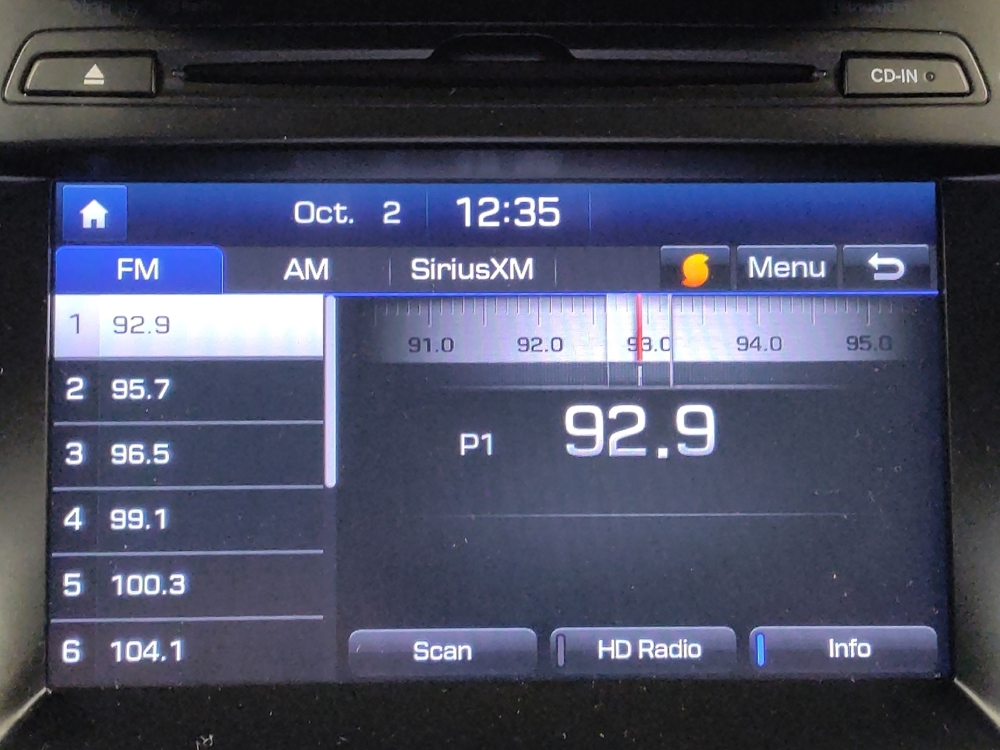 CD-IN
Oct. 2 12:35
FM AM SiriusXM Menu
1 92.9
2 95.7
3 96.5
4 99.1
5 100.3
6 104.1
91.0 92.0 93.0 94.0 95.0
P1 92.9
Scan HD Radio Info